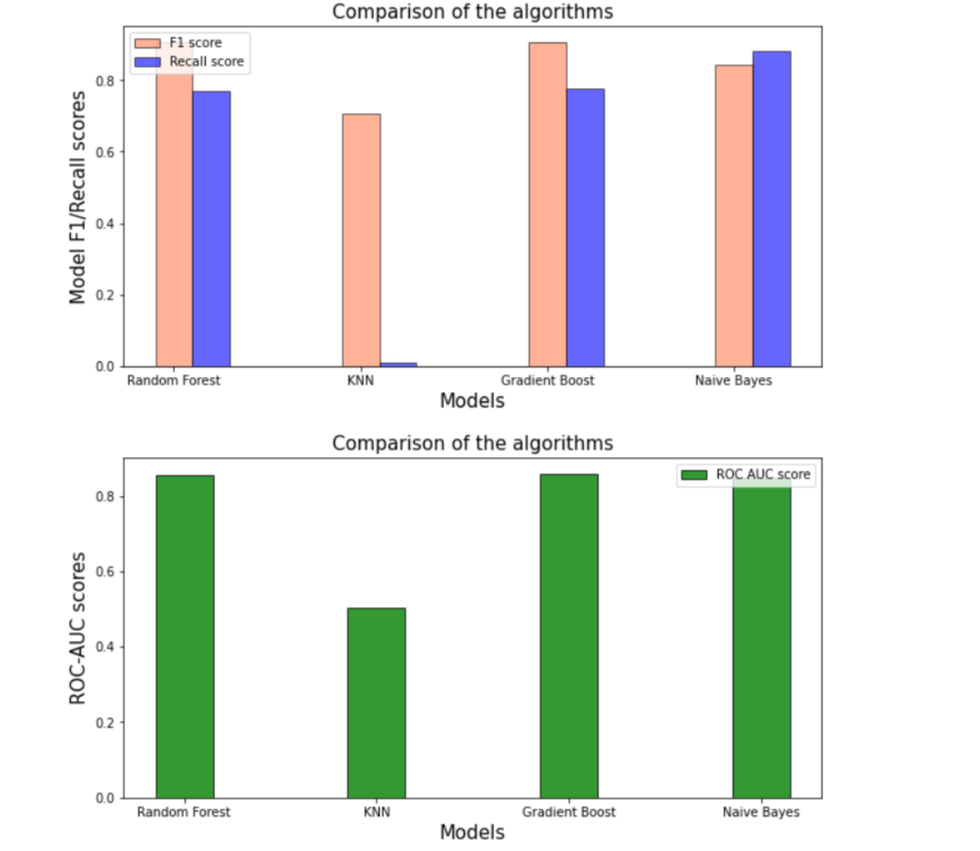 Comparison of the algorithms
F1 score
Recall score
Model F1/Recall scores
0.8
0.6
0.4
0.2
0.0
Random Forest KNN Gradient Boost Naive Bayes
Models
Comparison of the algorithms
ROC AUC score
ROC-AUC scores
0.8
0.6
0.4
0.2
0.0
Random Forest KNN Gradient Boost Naive Bayes
Models